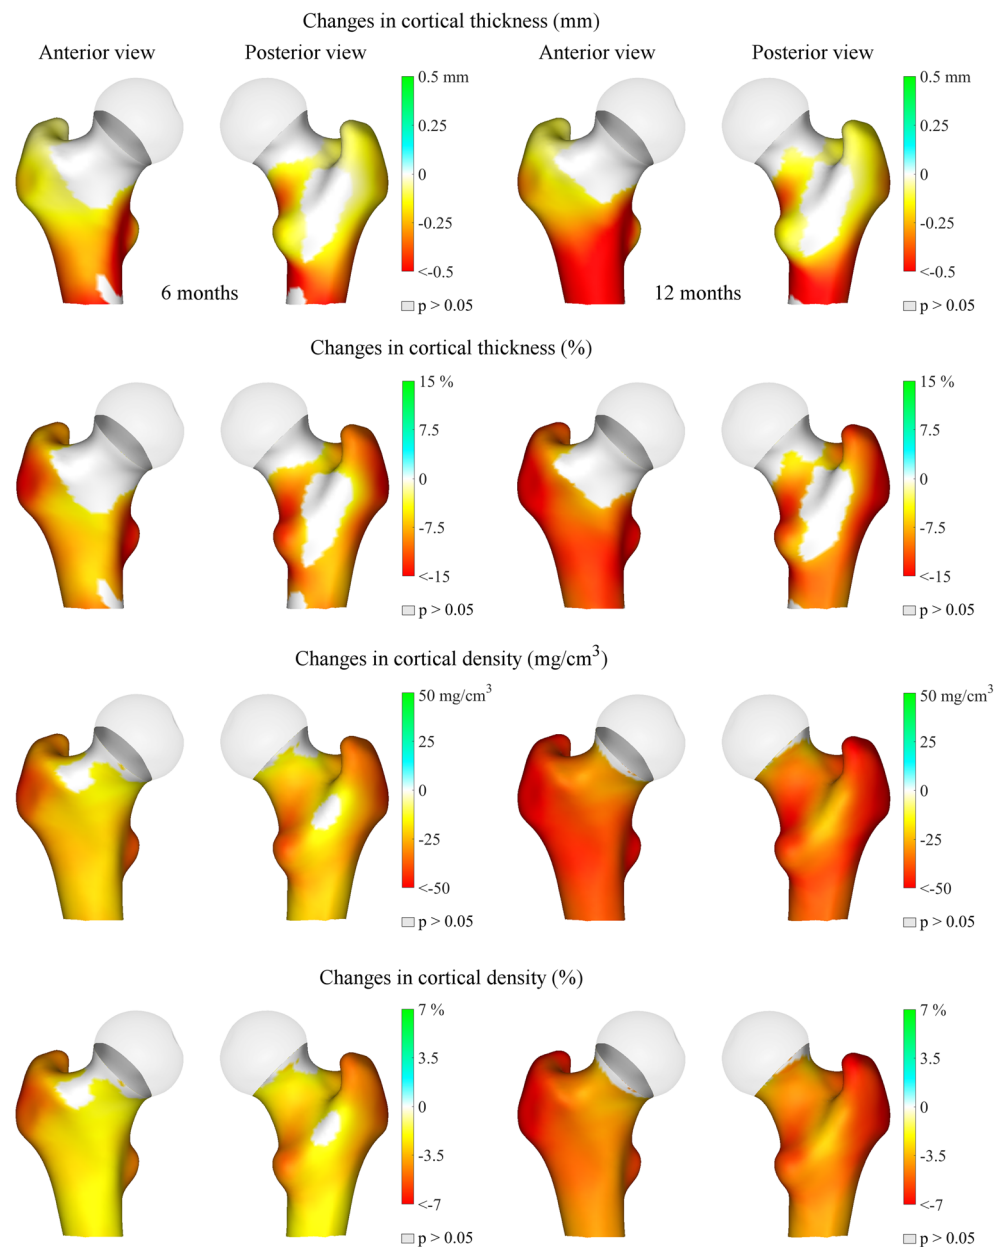 Changes in cortical thickness (mm)
Anterior view Posterior view Anterior view Posterior view
0.5 mm 0.5 mm
0.25 0.25
0 0
-0.25 -0.25
<-0.5 <-0.5
6 months 12 months
p > 0.05 p > 0.05
Changes in cortical thickness (%)
15 % 15 %
7.5 7.5
0 0
-7.5 -7.5
<-15 <-15
p > 0.05 p > 0.05
Changes in cortical density (mg/cm³)
50 mg/cm³ 50 mg/cm³
25 25
0 0
-25 -25
<-50 <-50
p > 0.05 p > 0.05
Changes in cortical density (%)
7 % 7 %
3.5 3.5
0 0
-3.5 -3.5
<-7 <-7
p > 0.05 p > 0.05